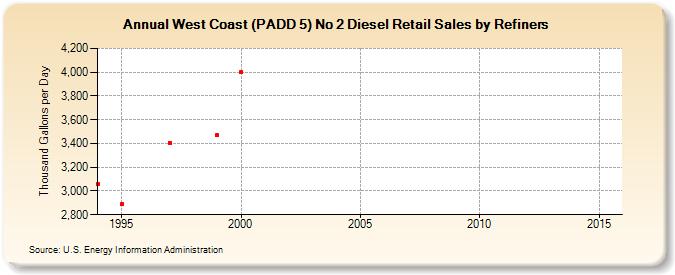 Annual West Coast (PADD 5) No 2 Diesel Retail Sales by Refiners
Thousand Gallons per Day
4,200
4,000
3,800
3,600
3,400
3,200
3,000
2,800
1995 2000 2005 2010 2015
Source: U.S. Energy Information Administration